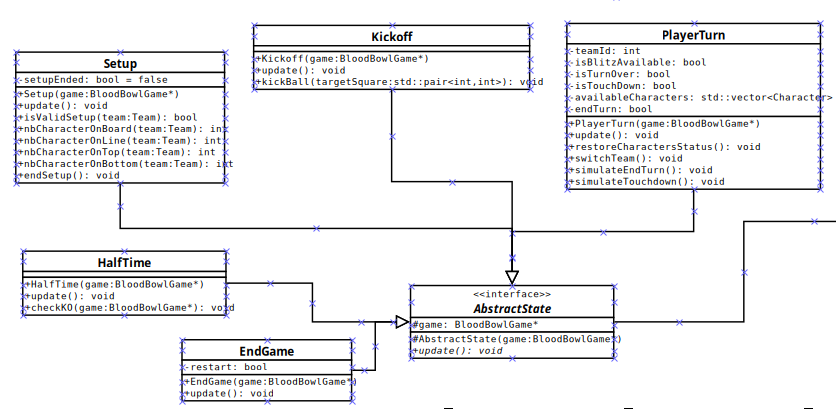 Setup
-setupEnded: bool = false
+Setup(game:BloodBowlGame*)
+update(): void
+isValidSetup(team:Team): bool
+nbCharacterOnBoard(team:Team): int
+nbCharacterOnLine(team:Team): int
+nbCharacterOnTop(team:Team): int
+nbCharacterOnBottom(team:Team): int
+endSetup(): void
Kickoff
+Kickoff(game:BloodBowlGame*)
+update(): void
+kickBall(targetSquare:std::pair<int,int>): void
PlayerTurn
-teamId: int
-isBlitzAvailable: bool
-isTurnOver: bool
-isTouchDown: bool
-availableCharacters: std::vector<Character>
-endTurn: bool
+PlayerTurn(game:BloodBowlGame*)
+update(): void
+restoreCharactersStatus(): void
+switchTeam(): void
+simulateEndTurn(): void
+simulateTouchdown(): void
HalfTime
+HalfTime(game:BloodBowlGame*)
+update(): void
+checkKO(game:BloodBowlGame*): void
EndGame
-restart: bool
+EndGame(game:BloodBowlGame*)
+update(): void
<<interface>>
AbstractState
#game: BloodBowlGame*
#AbstractState(game:BloodBowlGame*)
+update(): void